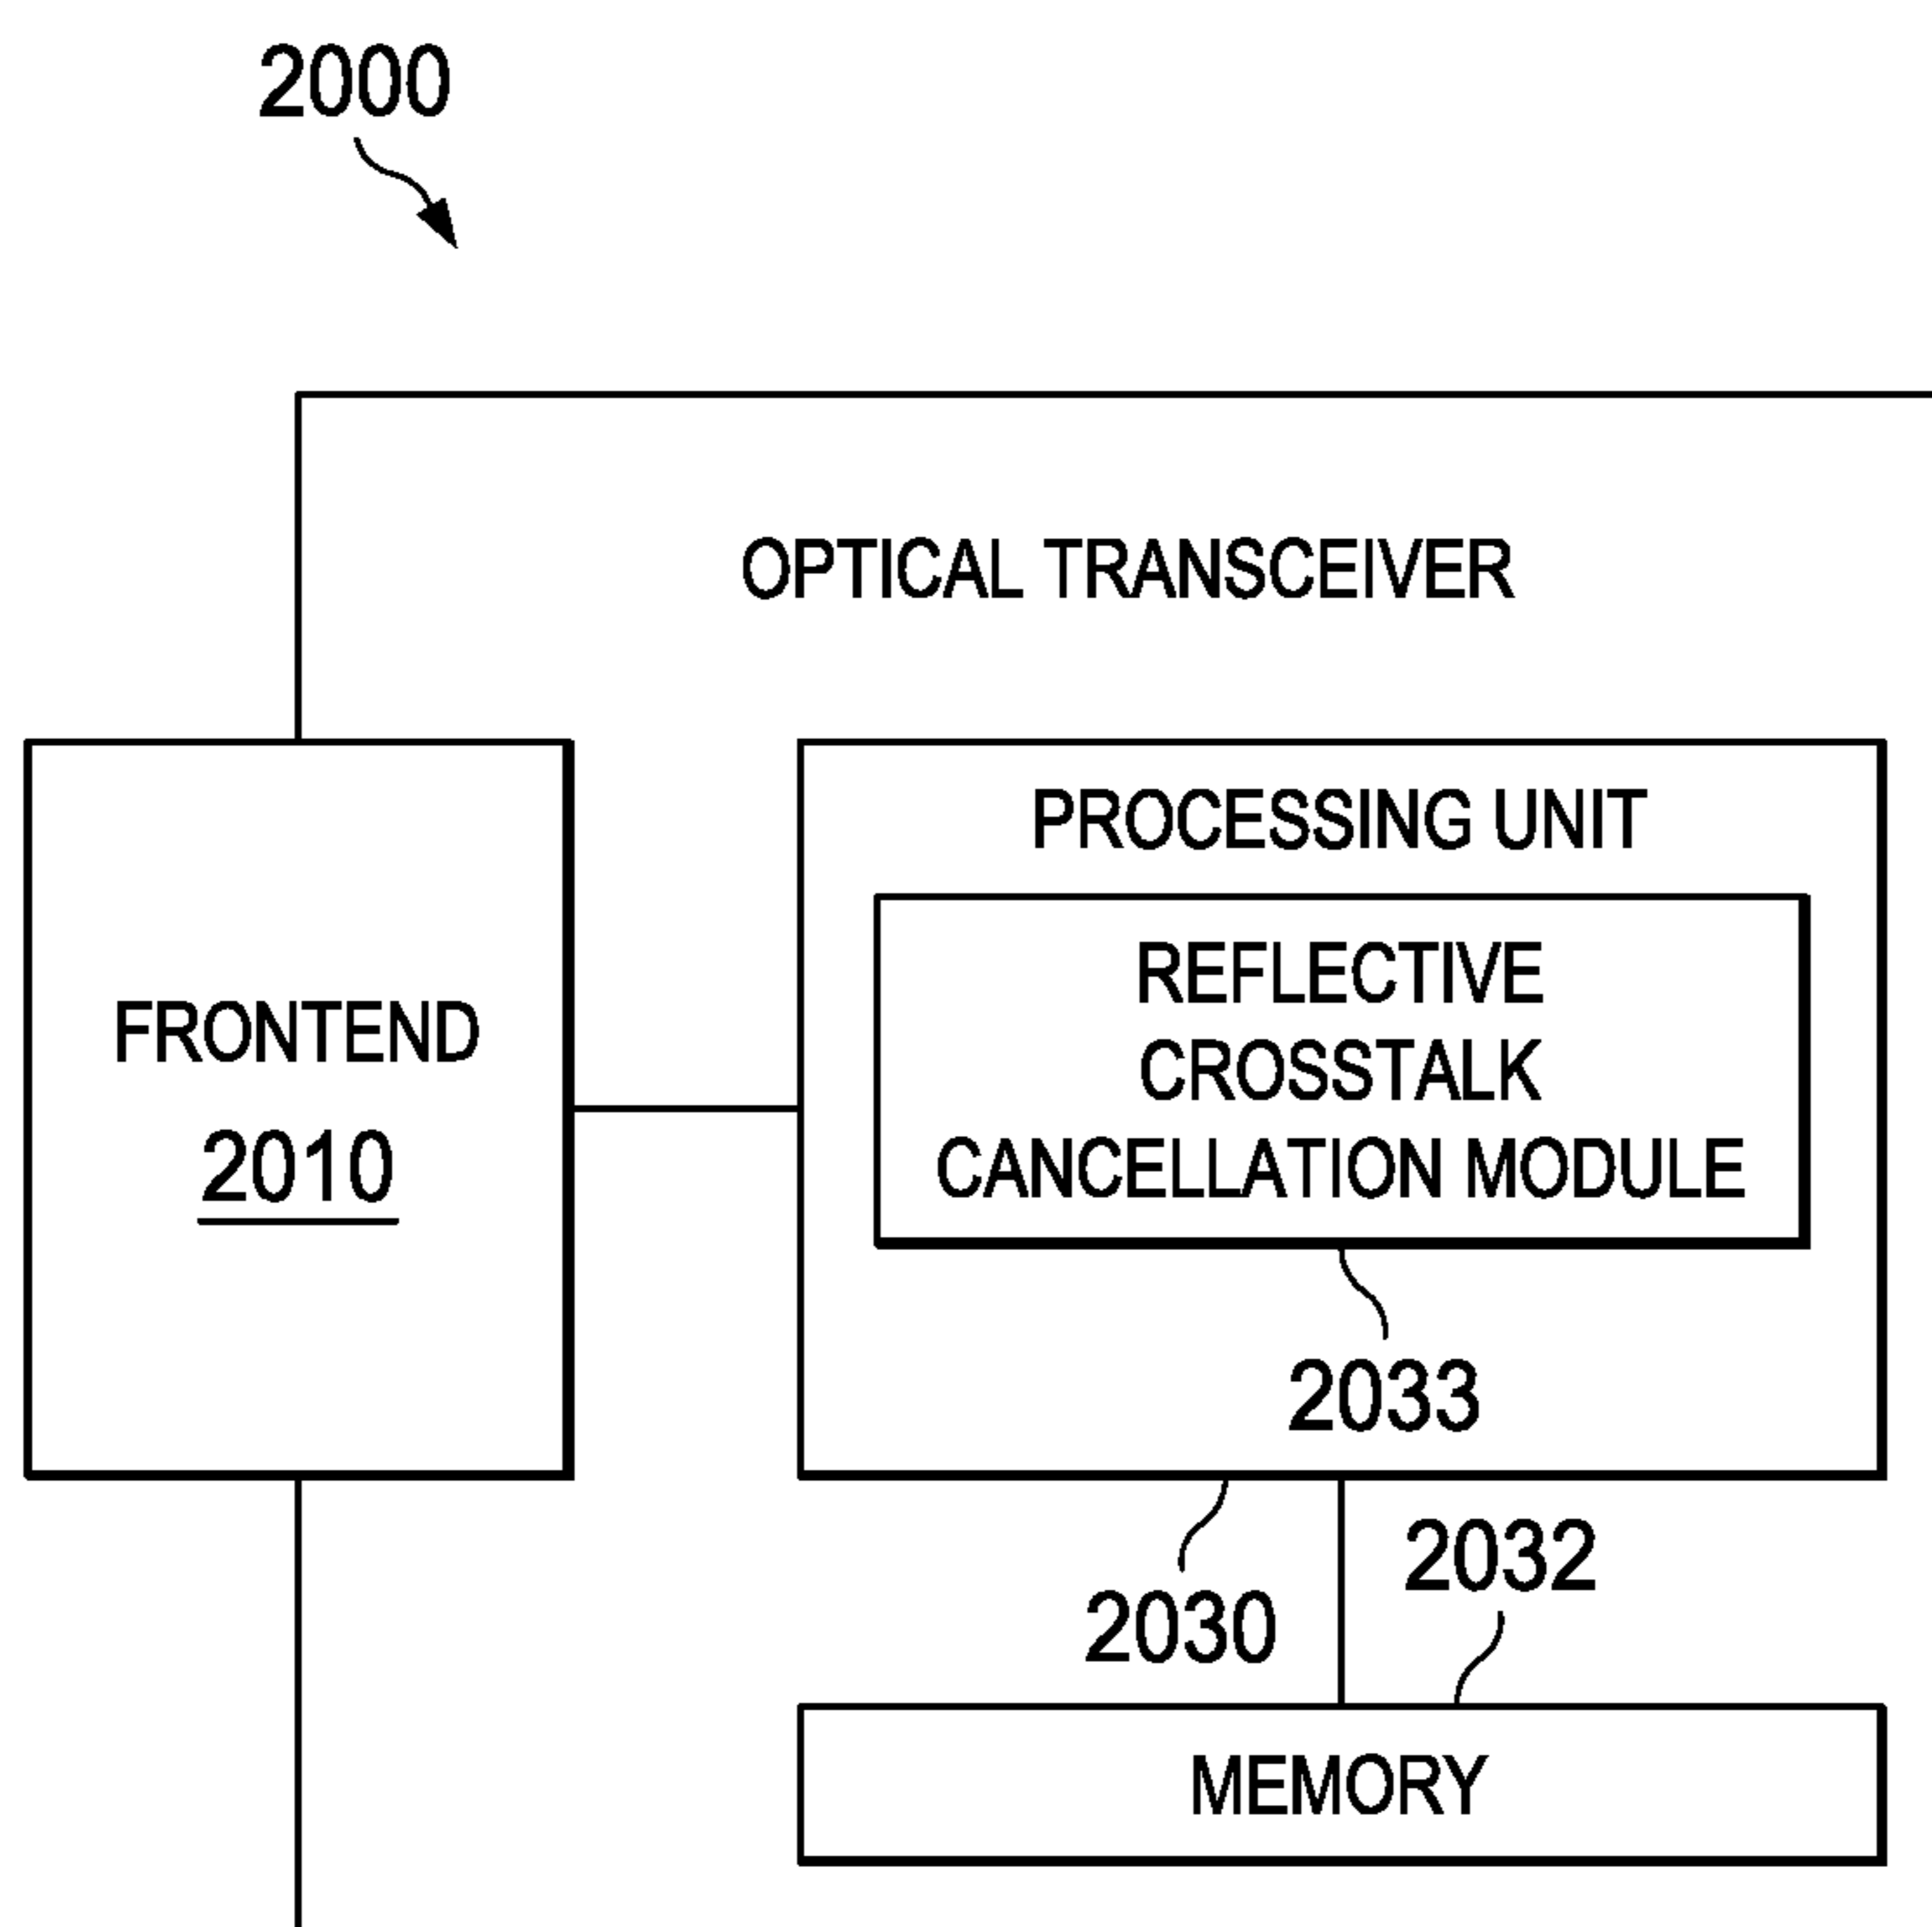 2000
OPTICAL TRANSCEIVER
FRONTEND
2010
PROCESSING UNIT
REFLECTIVE
CROSSTALK
CANCELLATION MODULE
2033
2030
2032
MEMORY